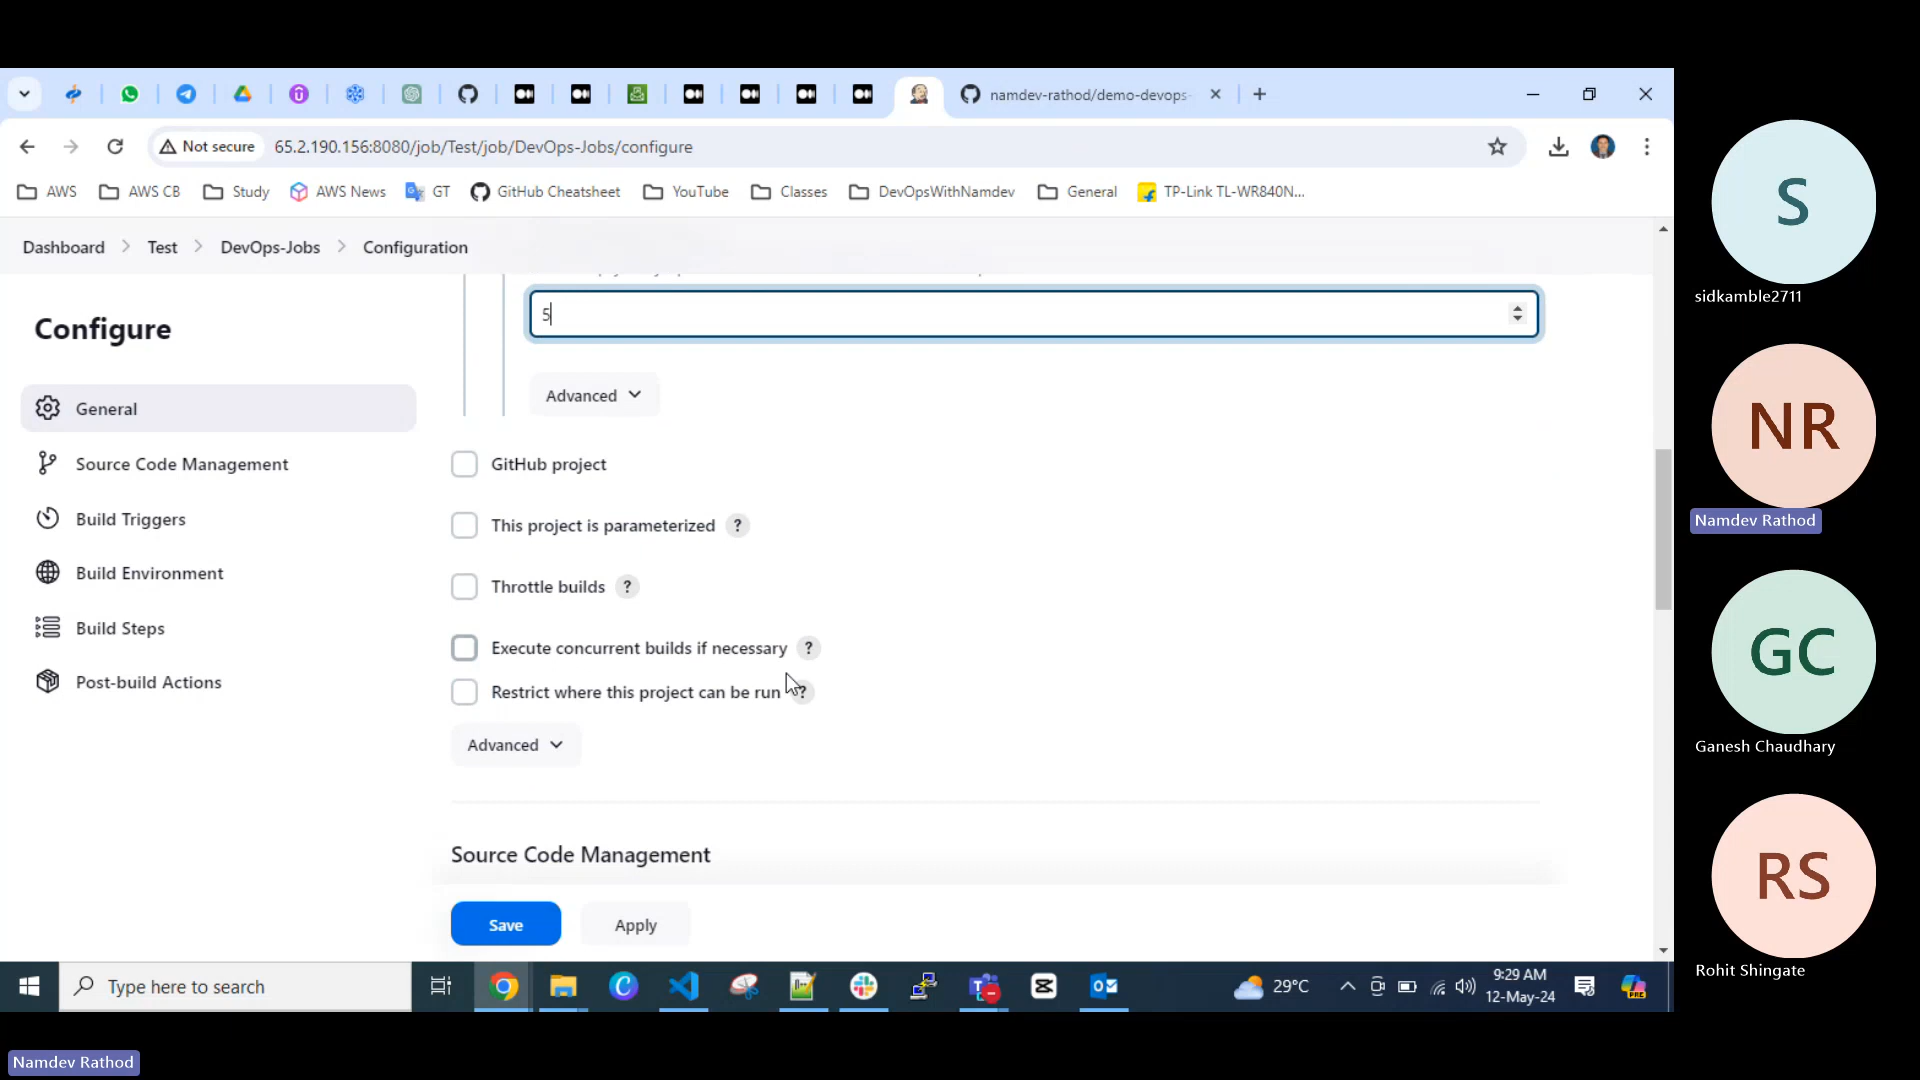 namdev-rathod/demo-devops-
Not secure
65.2.190.156:8080/job/Test/job/DevOps-Jobs/configure
AWS
AWS CB
Study
AWS News
GT
GitHub Cheatsheet
YouTube
Classes
DevOpsWithNamdev
General
TP-Link TL-WR840N...
Dashboard
Test
DevOps-Jobs
Configuration
Configure
General
Source Code Management
Build Triggers
Build Environment
Build Steps
Post-build Actions
5
Advanced
GitHub project
This project is parameterized ?
Throttle builds ?
Execute concurrent builds if necessary ?
Restrict where this project can be run ?
Advanced
Source Code Management
Save
Apply
Type here to search
29°C
9:29 AM
12-May-24
S
sidkamble2711
NR
Namdev Rathod
GC
Ganesh Chaudhary
RS
Rohit Shingate
Namdev Rathod